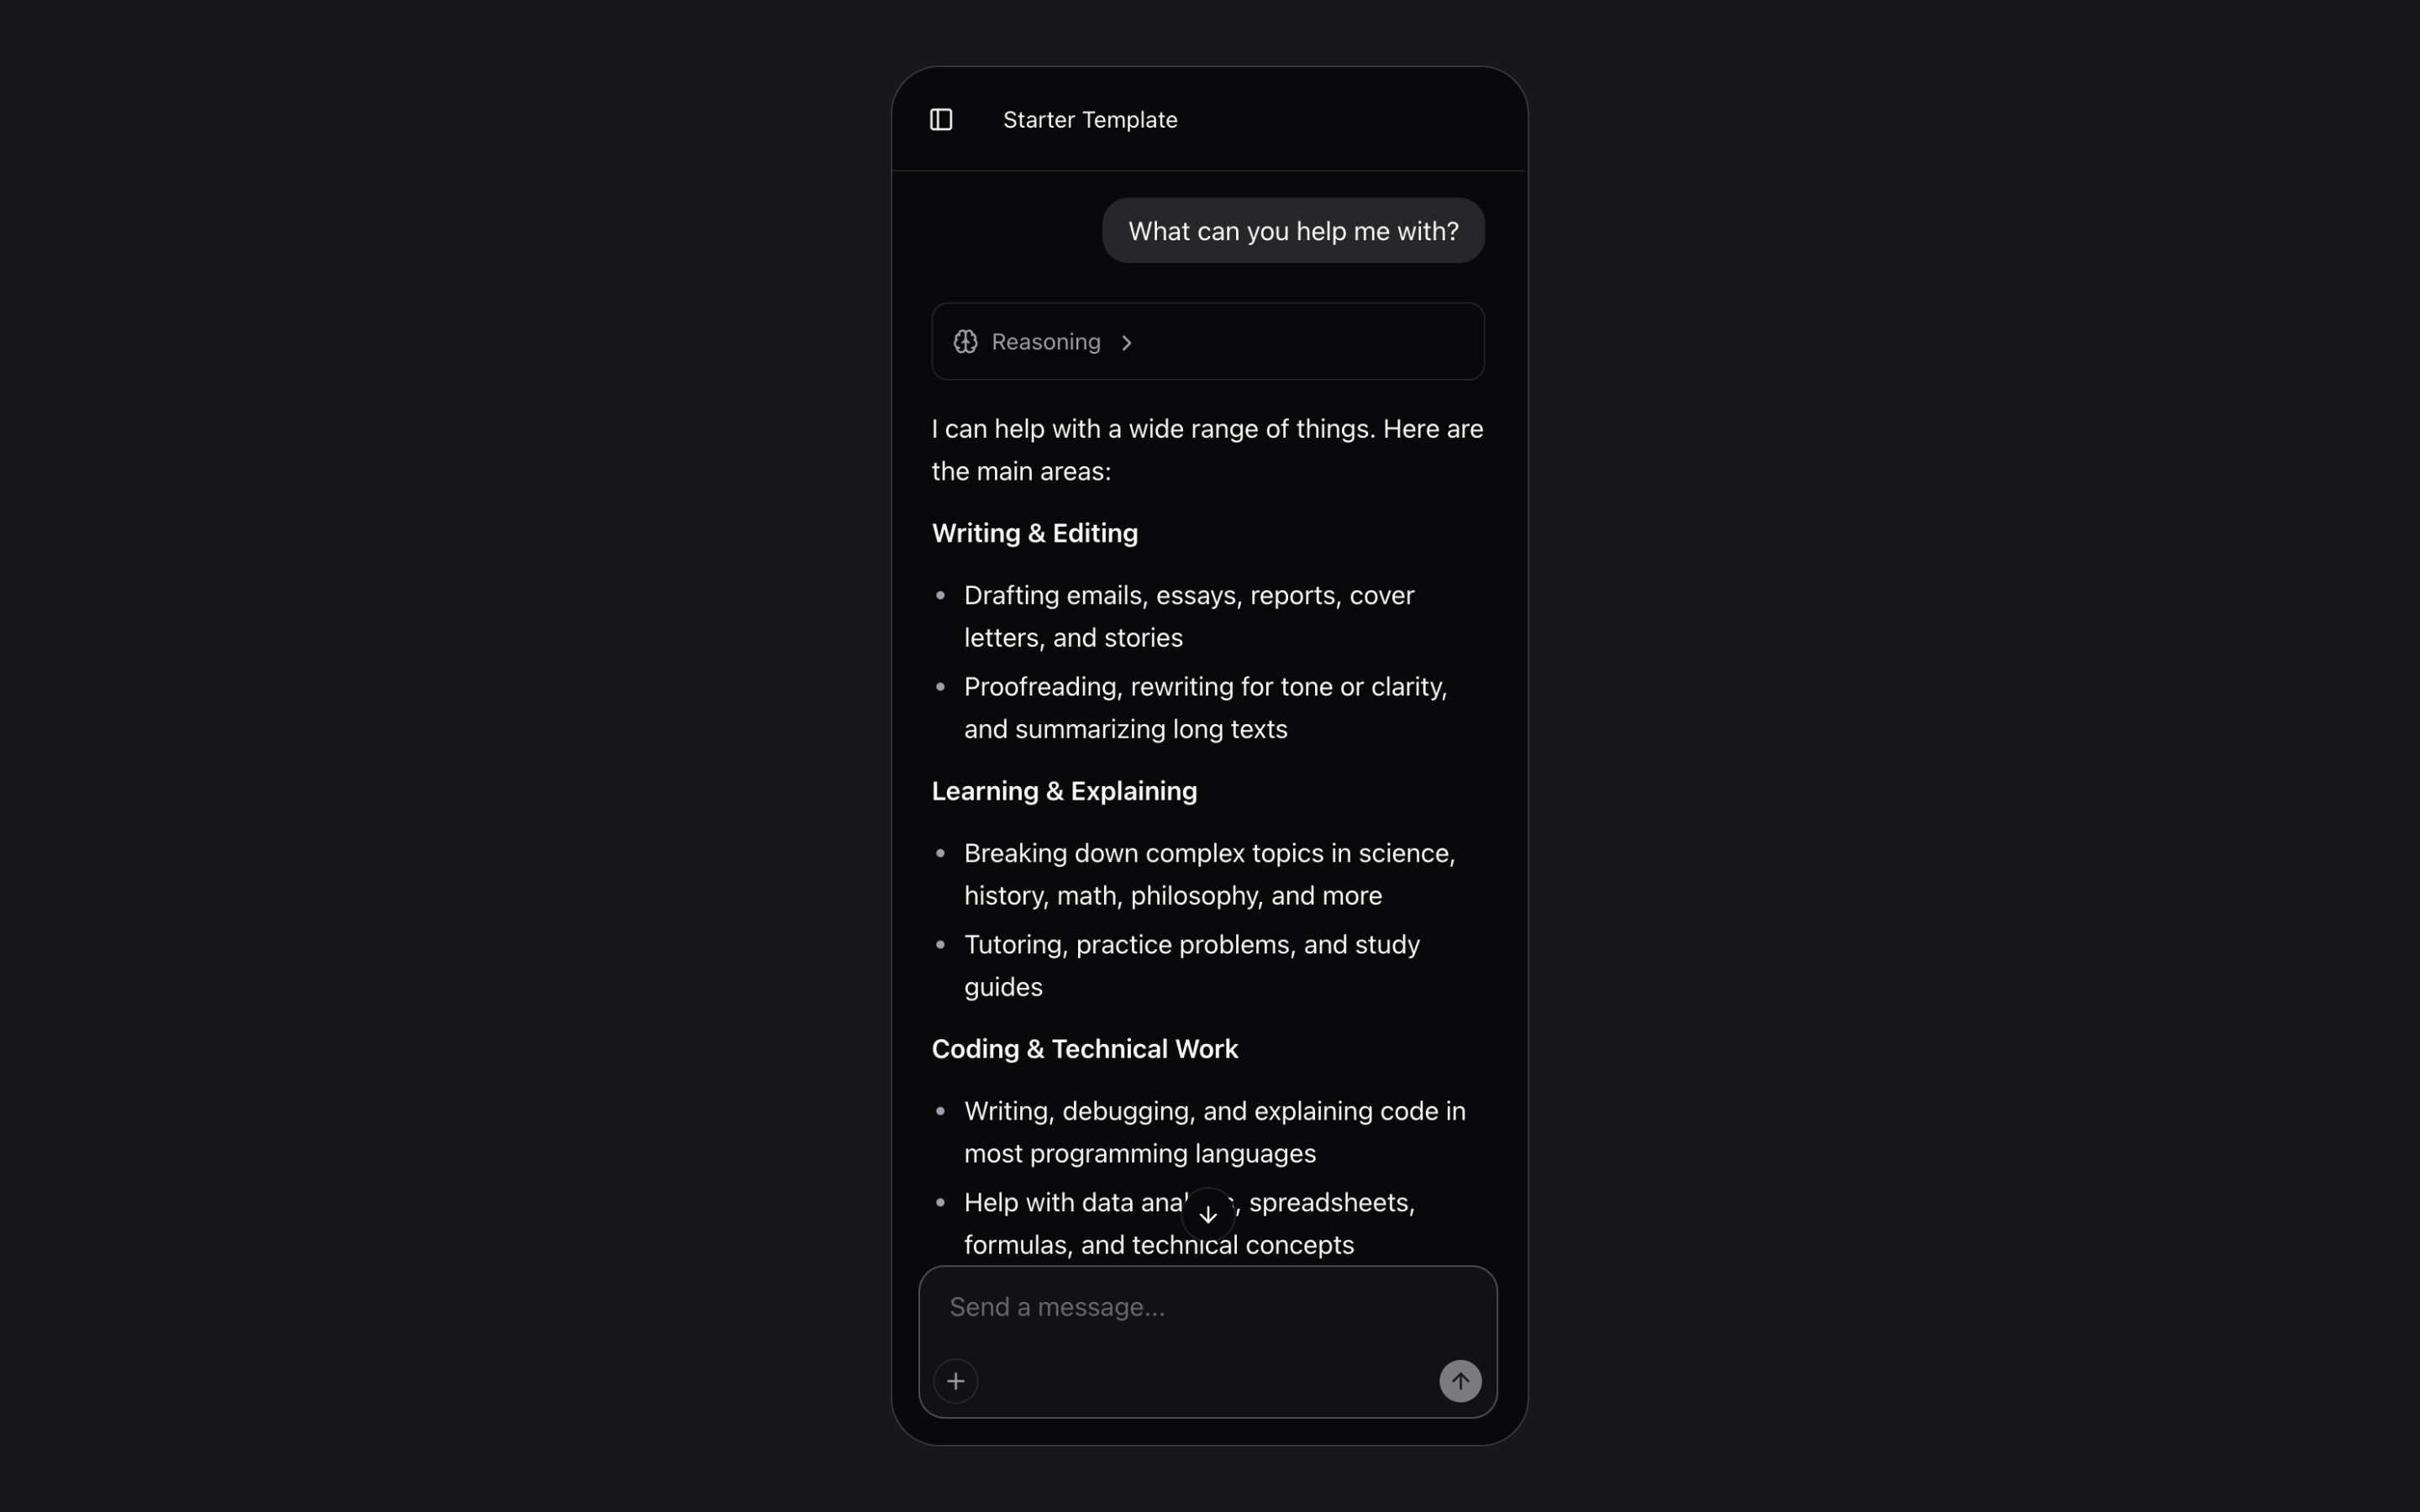 Starter Template
What can you help me with?
Reasoning
I can help with a wide range of things. Here are
the main areas:
Writing & Editing
Drafting emails, essays, reports, cover
letters, and stories
Proofreading, rewriting for tone or clarity,
and summarizing long texts
Learning & Explaining
Breaking down complex topics in science,
history, math, philosophy, and more
Tutoring, practice problems, and study
guides
Coding & Technical Work
Writing, debugging, and explaining code in
most programming languages
Help with data spreadsheets,
formulas, and technical concepts
Send a message...